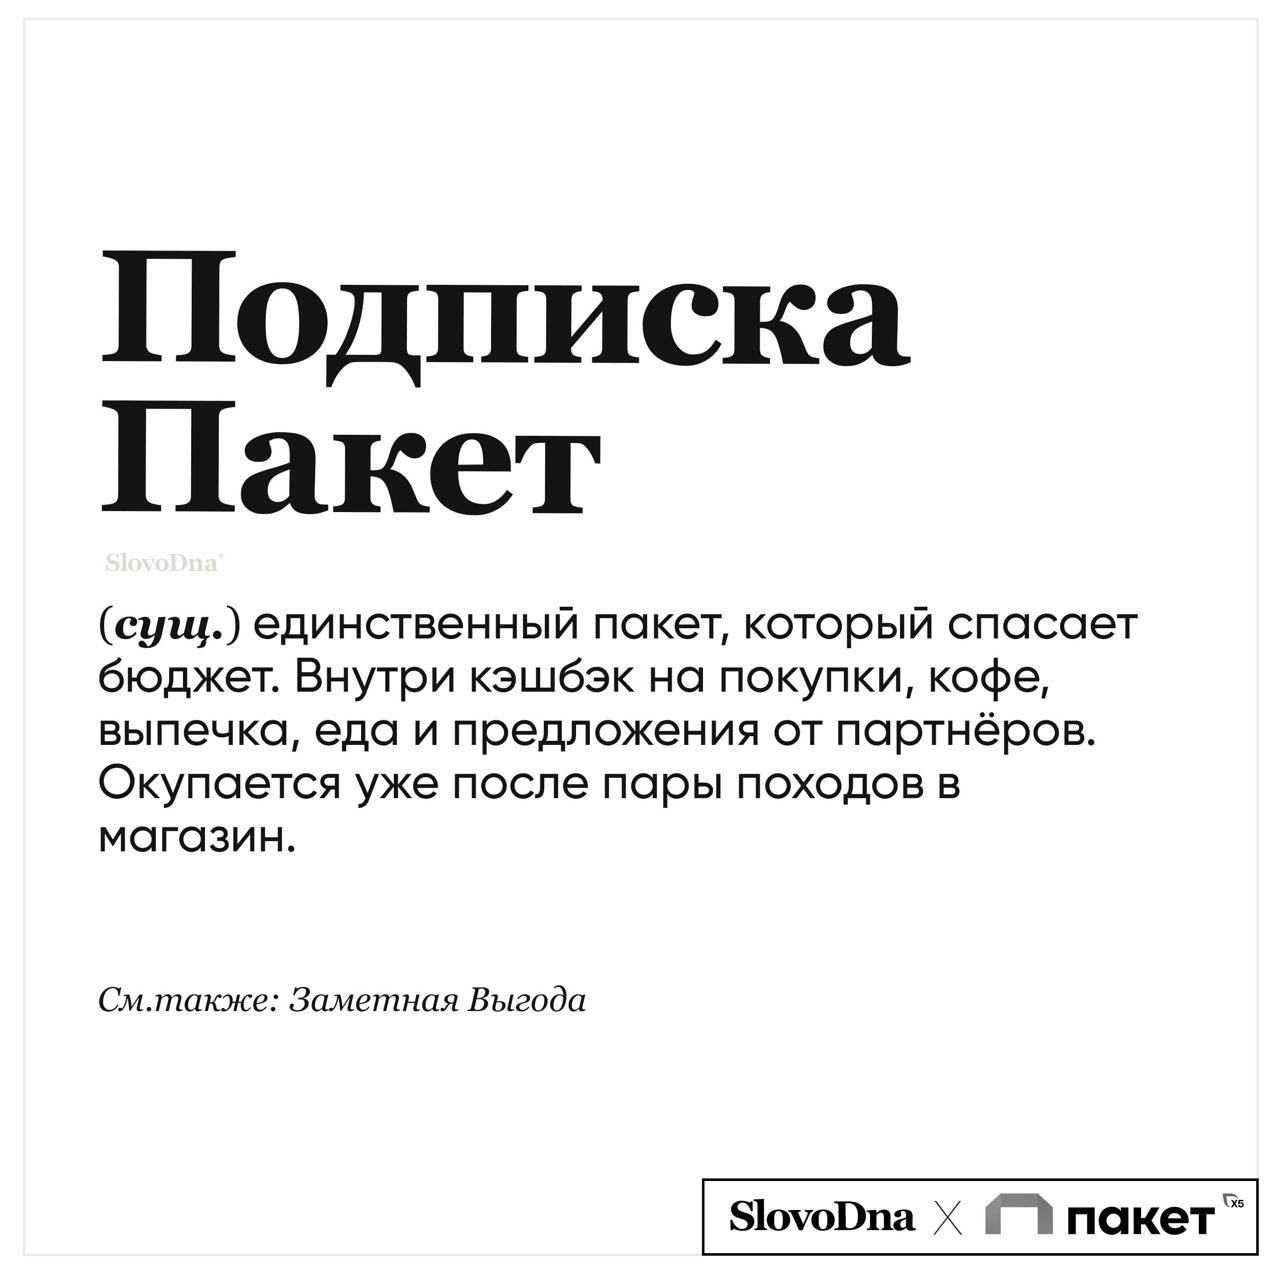 Подписка
Пакет
SlovoDna®
(сущ.) единственный пакет, который спасает
бюджет. Внутри кэшбэк на покупки, кофе,
выпечка, еда и предложения от партнёров.
Окупается уже после пары походов в
магазин.
См.также: Заметная Выгода
SlovoDna X пакет X5